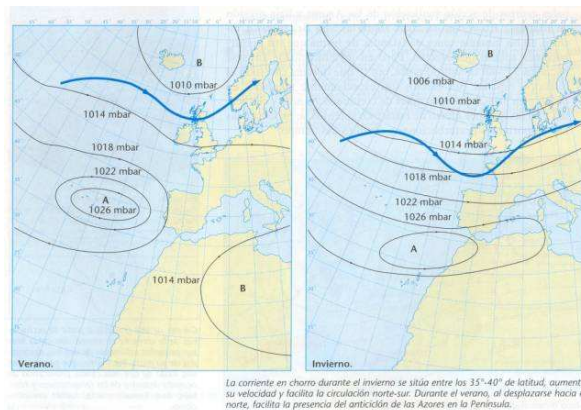 B
1010 mbar
1014 mbar
1018 mbar
1022 mbar
A
1026 mbar
1014 mbar
B
Verano.
B
1006 mbar
1010 mbar
1014 mbar
1018 mbar
1022 mbar
1026 mbar
A
Invierno.
La corriente en chorro durante el invierno se sitúa entre los 35°-40° de latitud, aument
su velocidad y facilita la circulación norte-sur. Durante el verano, al desplazarse hacia
norte, facilita la presencia del anticiclón de las Azores en la Península.